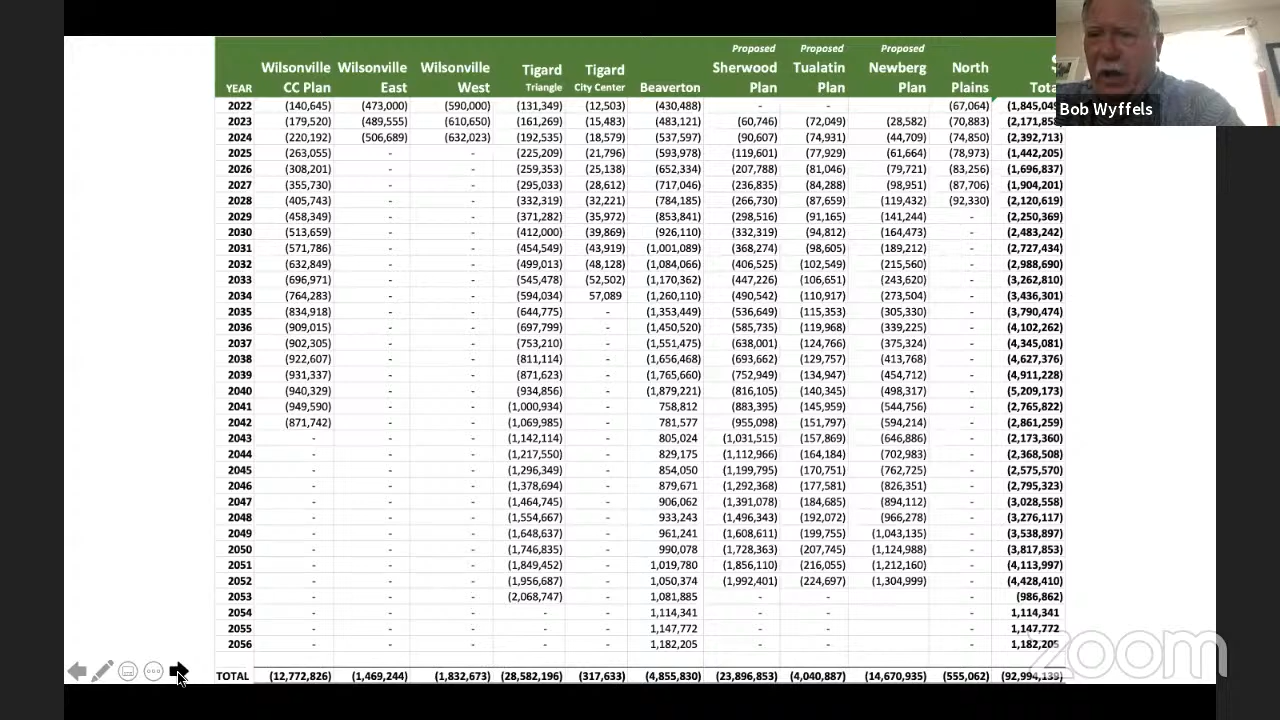 Proposed Proposed Proposed
Wilsonville Wilsonville Wilsonville Tigard Tigard Sherwood Tualatin Newberg North
YEAR CC Plan East West Triangle City Center Beaverton Plan Plan Plan Plains
2022 (140,645) (473,000) (590,000) (131,349) (12,503) (430,488) - - (67,064)
2023 (179,520) (489,555) (610,650) (161,269) (15,483) (483,121) (60,746) (72,049) (28,582) (70,883)
2024 (220,192) (506,689) (632,023) (192,535) (18,579) (537,597) (90,607) (74,931) (44,709) (74,850) (2,392,713)
2025 (263,055) - - (225,209) (21,796) (593,978) (119,601) (77,929) (61,664) (78,973) (1,442,205)
2026 (308,201) - - (259,353) (25,138) (652,334) (207,788) (81,046) (79,721) (83,256) (1,696,837)
2027 (355,730) - - (295,033) (28,612) (717,046) (236,835) (84,288) (98,951) (87,706) (1,904,201)
2028 (405,743) - - (332,319) (32,221) (784,185) (266,730) (87,659) (119,432) (92,330) (2,120,619)
2029 (458,349) - - (371,282) (35,972) (853,841) (298,516) (91,165) (141,244) - (2,250,369)
2030 (513,659) - - (412,000) (39,869) (926,110) (332,319) (94,812) (164,473) - (2,483,242)
2031 (571,786) - - (454,549) (43,919) (1,001,089) (368,274) (98,605) (189,212) - (2,727,434)
2032 (632,849) - - (499,013) (48,128) (1,084,066) (406,525) (102,549) (215,560) - (2,988,690)
2033 (696,971) - - (545,478) (52,502) (1,170,362) (447,226) (106,651) (243,620) - (3,262,810)
2034 (764,283) - - (594,034) 57,089 (1,260,110) (490,542) (110,917) (273,504) - (3,436,301)
2035 (834,918) - - (644,775) - (1,353,449) (536,649) (115,353) (305,330) - (3,790,474)
2036 (909,015) - - (697,799) - (1,450,520) (585,735) (119,968) (339,225) - (4,102,262)
2037 (902,305) - - (753,210) - (1,551,475) (638,001) (124,766) (375,324) - (4,345,081)
2038 (922,607) - - (811,114) - (1,656,468) (693,662) (129,757) (413,768) - (4,627,376)
2039 (931,337) - - (871,623) - (1,765,660) (752,949) (134,947) (454,712) - (4,911,228)
2040 (940,329) - - (934,856) - (1,879,221) (816,105) (140,345) (498,317) - (5,209,173)
2041 (949,590) - - (1,000,934) - 758,812 (883,395) (145,959) (544,756) - (2,765,822)
2042 (871,742) - - (1,069,985) - 781,577 (955,098) (151,797) (594,214) - (2,861,259)
2043 - - - (1,142,114) - 805,024 (1,031,515) (157,869) (646,886) - (2,173,360)
2044 - - - (1,217,550) - 829,175 (1,112,966) (164,184) (702,983) - (2,368,508)
2045 - - - (1,296,349) - 854,050 (1,199,795) (170,751) (762,725) - (2,575,570)
2046 - - - (1,378,694) - 879,671 (1,292,368) (177,581) (826,351) - (2,795,323)
2047 - - - (1,464,745) - 906,062 (1,391,078) (184,685) (894,112) - (3,028,558)
2048 - - - (1,554,667) - 933,243 (1,496,343) (192,072) (966,278) - (3,276,117)
2049 - - - (1,648,637) - 961,241 (1,608,611) (199,755) (1,043,135) - (3,538,897)
2050 - - - (1,746,835) - 990,078 (1,728,363) (207,745) (1,124,988) - (3,817,853)
2051 - - - (1,849,452) - 1,019,780 (1,856,110) (216,055) (1,212,160) - (4,113,997)
2052 - - - (1,956,687) - 1,050,374 (1,992,401) (224,697) (1,304,999) - (4,428,410)
2053 - - - (2,068,747) - 1,081,885 - - - (986,862)
2054 - - - - - 1,114,341 - - - 1,114,341
2055 - - - - - 1,147,772 - - - 1,147,772
2056 - - - - - 1,182,205 - - - 1,182,205
TOTAL (12,772,826) (1,469,244) (1,832,673) (28,582,196) (317,633) (4,855,830) (23,896,853) (4,040,887) (14,670,935) (555,062) (92,994,139)
Bob Wyffels
zoom